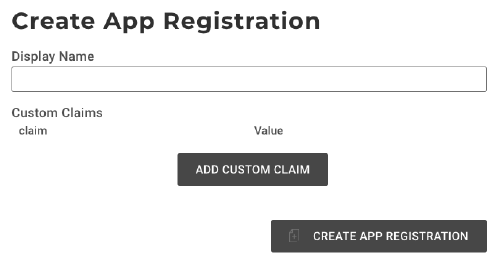 Create App Registration
Display Name
Custom Claims
claim Value
ADD CUSTOM CLAIM
CREATE APP REGISTRATION